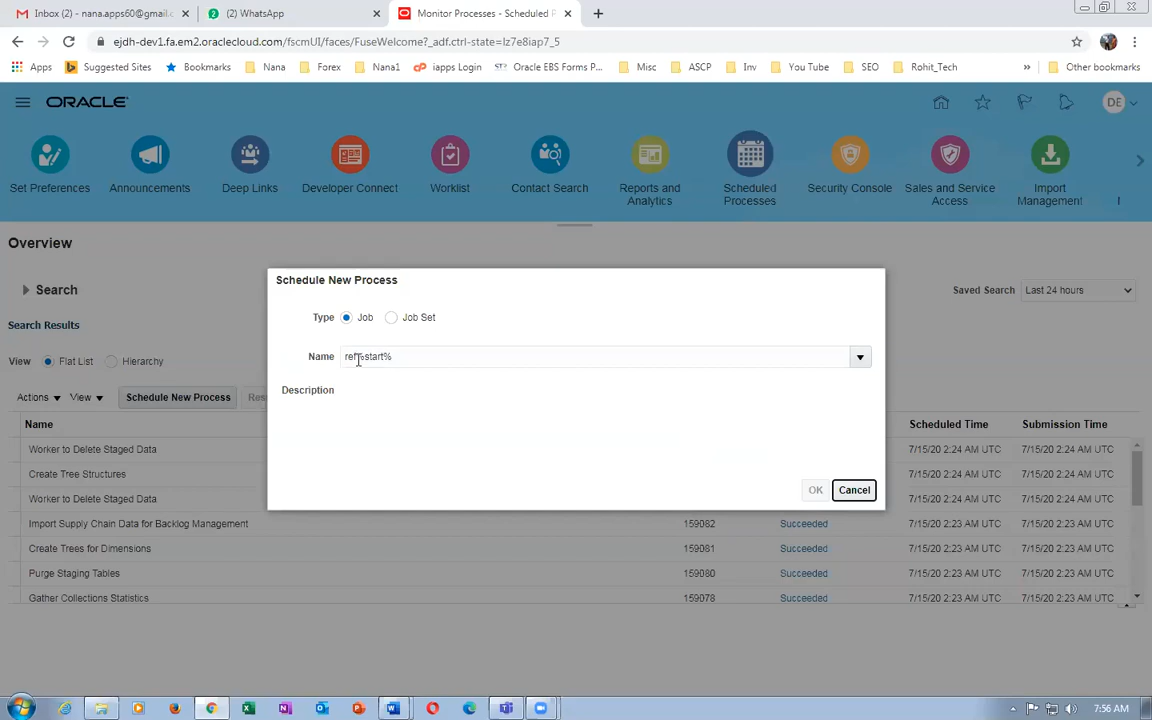 Inbox (2) - nana.apps60@gmail.c
(2) WhatsApp
Monitor Processes - Scheduled P
ejdh-dev1.fa.em2.oraclecloud.com/fscmUI/faces/FuseWelcome?_adf.ctrl-state=lz7e8iap7_5
Apps Suggested Sites Bookmarks Nana Forex Nana1 iapps Login Oracle EBS Forms P... Misc ASCP Inv You Tube SEO Rohit_Tech » Other bookmarks
ORACLE
DE
Set Preferences
Announcements
Deep Links
Developer Connect
Worklist
Contact Search
Reports and
Analytics
Scheduled
Processes
Security Console
Sales and Service
Access
Import
Management
Overview
Search
Saved Search Last 24 hours
Search Results
View Flat List Hierarchy
Actions View Schedule New Process
Name Scheduled Time Submission Time
Worker to Delete Staged Data 7/15/20 2:24 AM UTC 7/15/20 2:24 AM UTC
Create Tree Structures 7/15/20 2:24 AM UTC 7/15/20 2:24 AM UTC
Worker to Delete Staged Data 7/15/20 2:24 AM UTC 7/15/20 2:24 AM UTC
Import Supply Chain Data for Backlog Management 159082 Succeeded 7/15/20 2:24 AM UTC 7/15/20 2:24 AM UTC
Create Trees for Dimensions 159081 Succeeded 7/15/20 2:23 AM UTC 7/15/20 2:23 AM UTC
Purge Staging Tables 159080 Succeeded 7/15/20 2:23 AM UTC 7/15/20 2:23 AM UTC
Gather Collections Statistics 159078 Succeeded 7/15/20 2:23 AM UTC 7/15/20 2:23 AM UTC
Schedule New Process
Type Job Job Set
Name
Description
OK Cancel
7:56 AM